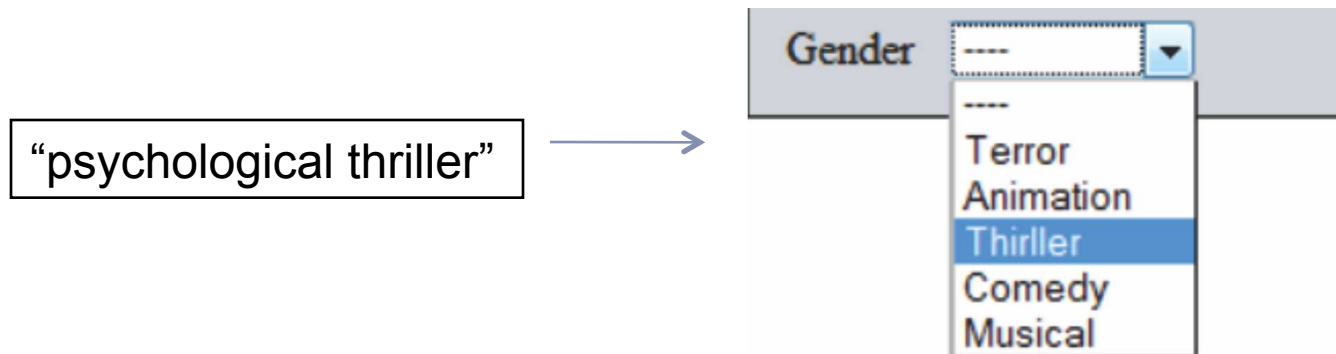 Gender ----
----
“psychological thriller”
Terror
Animation
Thirller
Comedy
Musical